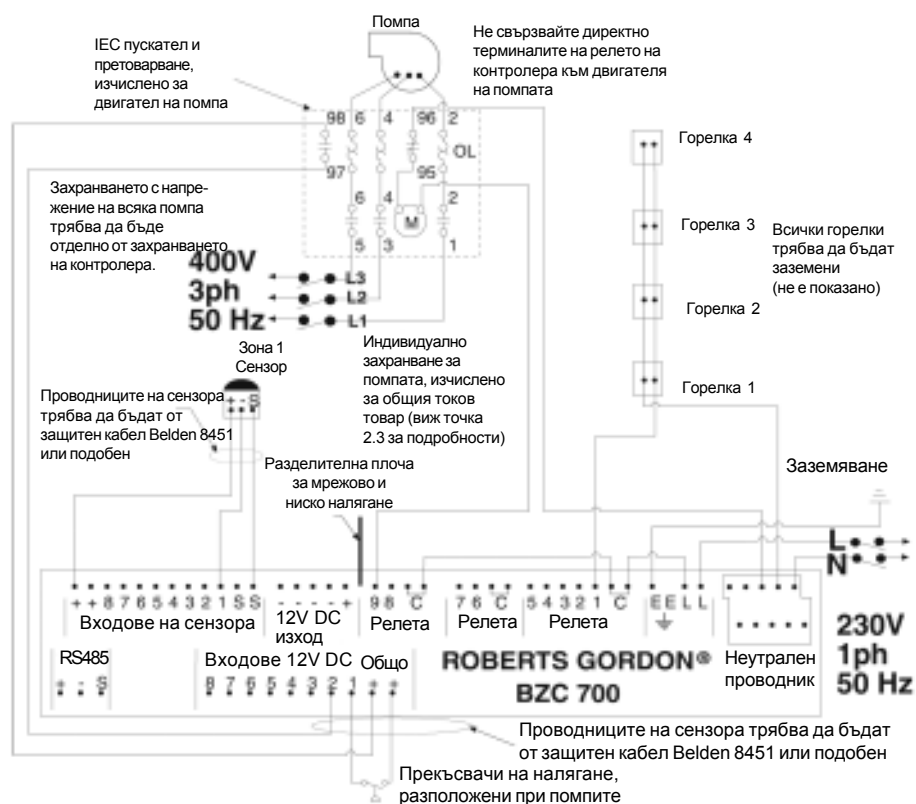 Помпа
IEC пускател и
претоварване,
изчислено за
двигател на помпа
Не свързвайте директно
терминалите на релето на
контролера към двигателя
на помпата
98 6 4 96 2
OL
97 95
6 4 2
M
5 3 1
Горелка 4
Горелка 3
Горелка 2
Горелка 1
Всички горелки
трябва да бъдат
заземени
(не е показано)
Захранването с напре-
жение на всяка помпа
трябва да бъде
отделно от захранването
на контролера.
400V
3ph
50 Hz
L3
L2
L1
Зона 1
Сензор
+ - S
Индивидуално
захранване за
помпата, изчислено
за общия токов
товар (виж точка
2.3 за подробности)
Проводниците на сензора
трябва да бъдат от
защитен кабел Belden 8451
или подобен
Разделителна плоча
за мрежово и
ниско налягане
Заземяване
L
N
+ + 8 7 6 5 4 3 2 1 S S
Входове на сензора
- - - - +
12V DC
изход
9 8 C
Релета
7 6 C
Релета
5 4 3 2 1 C
Релета
E E L L
Неутрален
проводник
230V
1ph
50 Hz
RS485
+ - S
Входове 12V DC
Общо
8 7 6 5 4 3 2 1 + +
ROBERTS GORDON®
BZC 700
Проводниците на сензора трябва да бъдат
от защитен кабел Belden 8451 или подобен
Прекъсвачи на налягане,
разположени при помпите